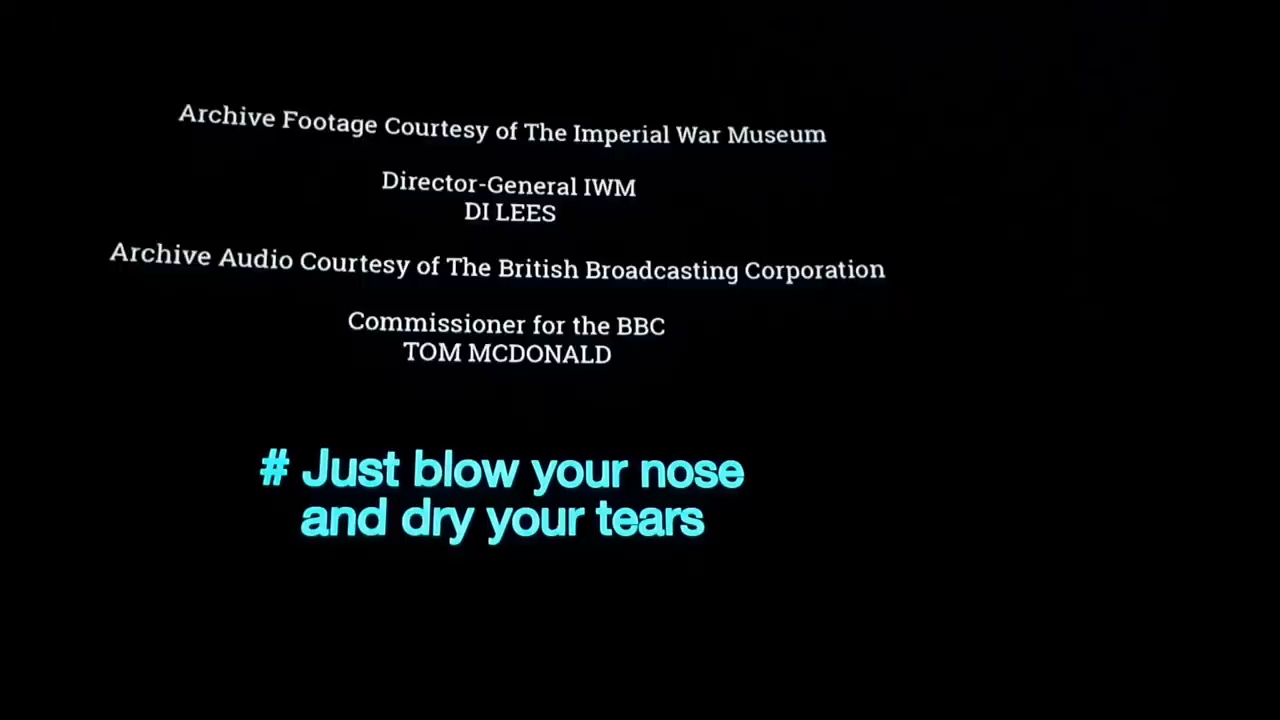 Archive Footage Courtesy of The Imperial War Museum
Director-General IWM
DI LEES
Archive Audio Courtesy of The British Broadcasting Corporation
Commissioner for the BBC
TOM MCDONALD
# Just blow your nose
and dry your tears